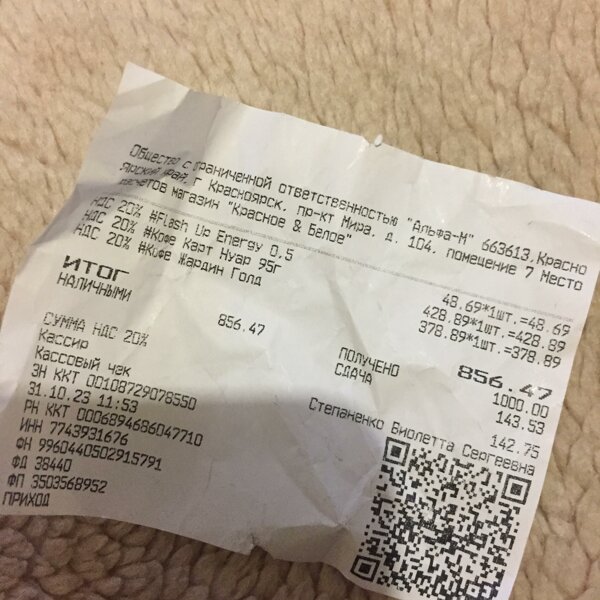 Общество с ограниченной ответственностью "Альфа-М" 663613,Красно
ярский край, г Красноярск, пр-кт Мира, д. 104, помещение 7 Место
расчетов магазин "Красное & Белое"
НДС 20% #Flash Up Energy 0,5
48.69*1шт.=48.69
НДС 20% #Кофе Карт Нуар 95г
428.89*1шт.=428.89
НДС 20% #Кофе Жардин Голд
378.89*1шт.=378.89
ИТОГ 856.47
НАЛИЧНЫМИ 856.47
ПОЛУЧЕНО 1000.00
СДАЧА 143.53
СУММА НДС 20% 142.75
Кассир Степаненко Виолетта Сергеевна
Кассовый чек
ЗН ККТ 00108729078550
31.10.23 11:53
РН ККТ 0006894686047710
ИНН 7743931676
ФН 9960440502915791
ФД 38440
ФП 3503568952
ПРИХОД